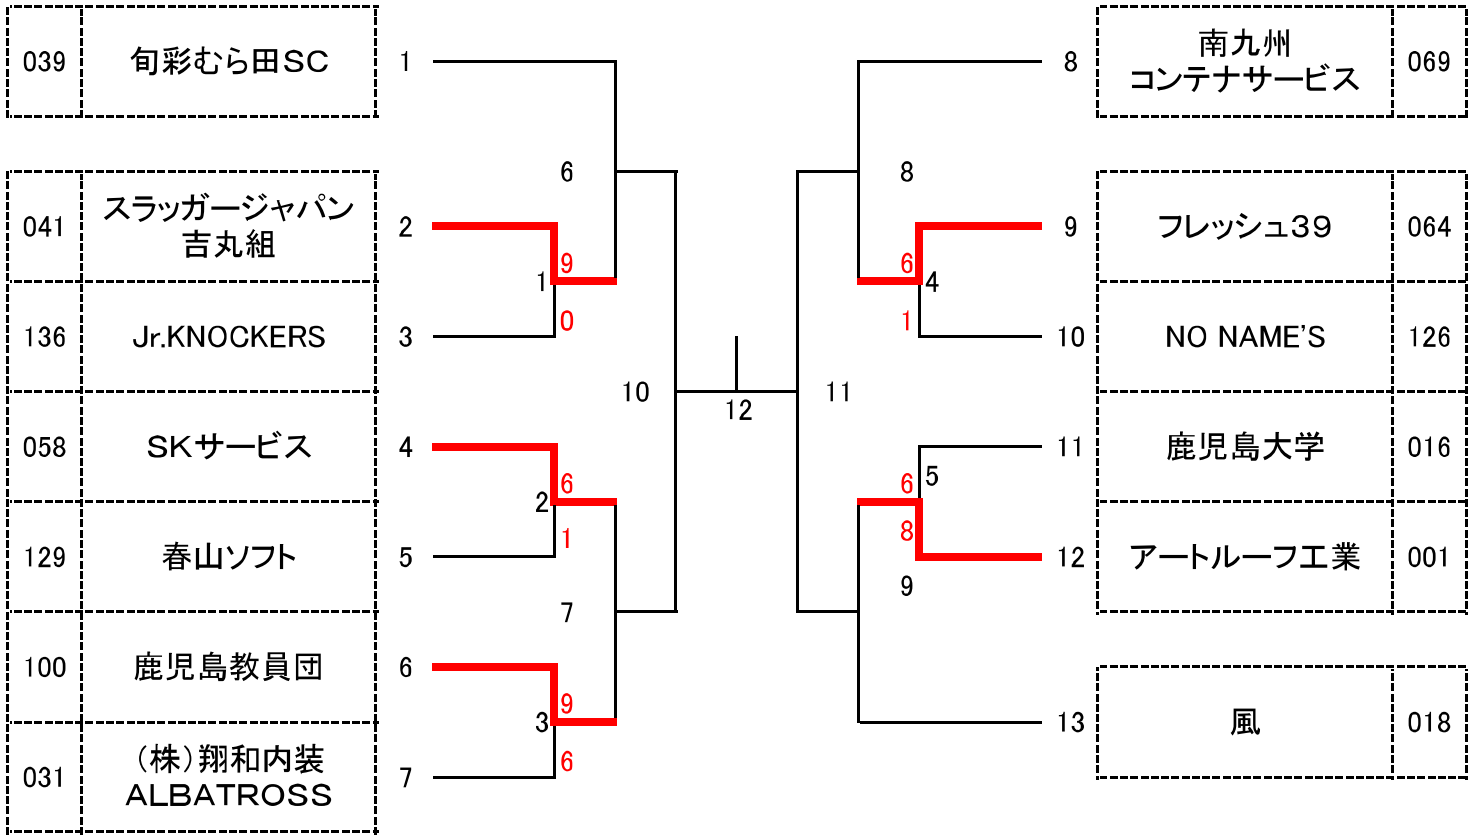 039 旬彩むら田SC 1
041 スラッガージャパン
吉丸組 2
136 Jr.KNOCKERS 3
058 SKサービス 4
129 春山ソフト 5
100 鹿児島教員団 6
031 (株)翔和内装
ALBATROSS 7
6
9
1
0
10
6
2
1
7
9
3
6
12
8
6
4
1
11
6
5
8
9
8 南九州
コンテナサービス 069
9 フレッシュ39 064
10 NO NAME'S 126
11 鹿児島大学 016
12 アートルーフ工業 001
13 風 018